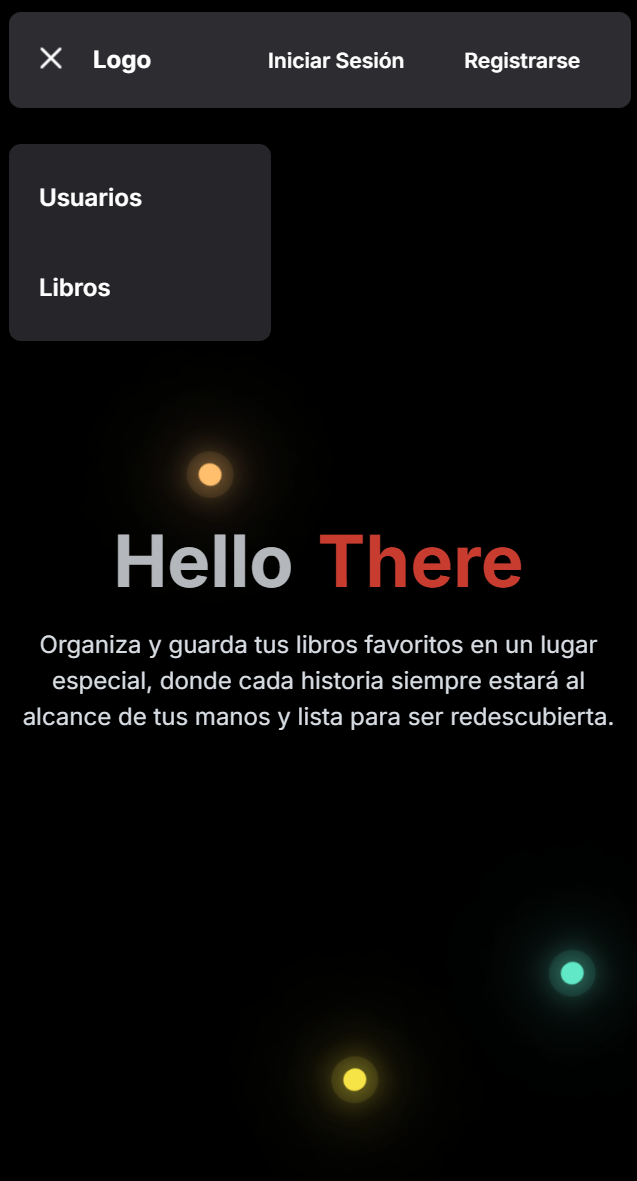 Logo
Iniciar Sesión
Registrarse
Usuarios
Libros
Hello There
Organiza y guarda tus libros favoritos en un lugar
especial, donde cada historia siempre estará al
alcance de tus manos y lista para ser redescubierta.